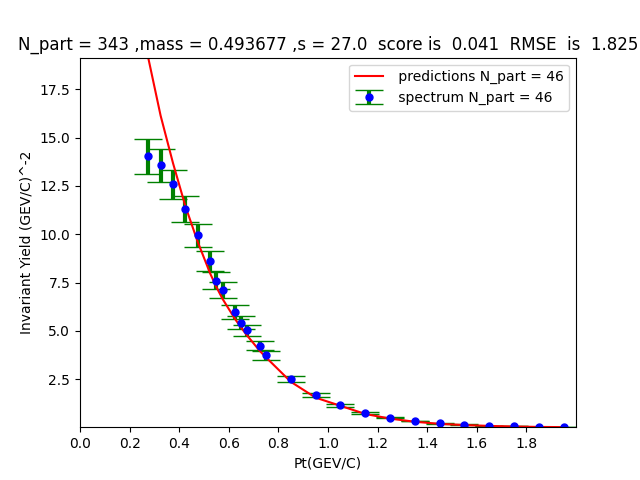 N_part = 343 ,mass = 0.493677 ,s = 27.0  score is  0.041  RMSE  is  1.825
predictions N_part = 46
spectrum N_part = 46
Invariant Yield (GEV/C)^-2
17.5
15.0
12.5
10.0
7.5
5.0
2.5
0.0 0.2 0.4 0.6 0.8 1.0 1.2 1.4 1.6 1.8
Pt(GEV/C)